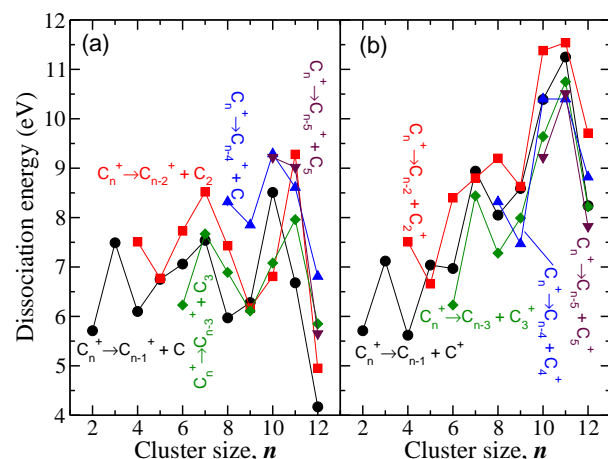 12
11
10
9
8
7
6
5
4
Dissociation energy (eV)
(a)
Cₙ⁺→Cₙ₋₂⁺ + C₂
Cₙ⁺→Cₙ₋₄⁺ + C
Cₙ⁺→Cₙ₋₅⁺ + C₅
Cₙ⁺→Cₙ₋₁⁺ + C
Cₙ⁺→Cₙ₋₃⁺ + C₃
2 4 6 8 10 12
Cluster size, n
(b)
Cₙ⁺→Cₙ₋₂ + C₂⁺
Cₙ⁺→Cₙ₋₃ + C₃⁺
Cₙ⁺→Cₙ₋₁ + C⁺
Cₙ⁺→Cₙ₋₄ + C₄⁺
Cₙ⁺→Cₙ₋₅ + C₅⁺
2 4 6 8 10 12
Cluster size, n